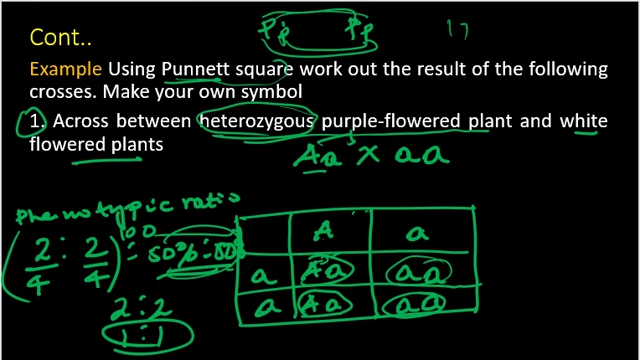 Cont..
Pp Pp 17
Example Using Punnett square work out the result of the following
crosses. Make your own symbol
1. Across between heterozygous purple-flowered plant and white
flowered plants
Aa × aa
Phenotypic ratio
(2/4 : 2/4) 100 = 50% :
2:2
1:1
A a
a Aa aa
a Aa aa